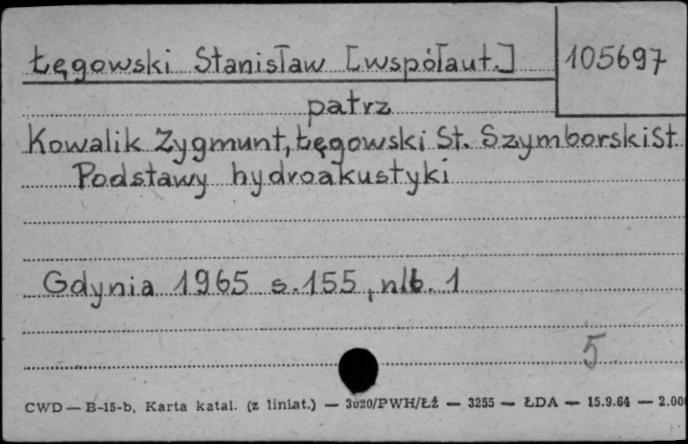 Łęgowski Stanisław [współaut.] 105697
patrz
Kowalik Zygmunt, Łęgowski St. Szymborski St.
Podstawy hydroakustyki
Gdynia 1965 s. 155, nlb. 1
5
CWD — B-15-b, Karta katal. (z liniat.) — 3020/PWH/ŁŹ — 3255 — ŁDA — 15.9.64 — 2.00